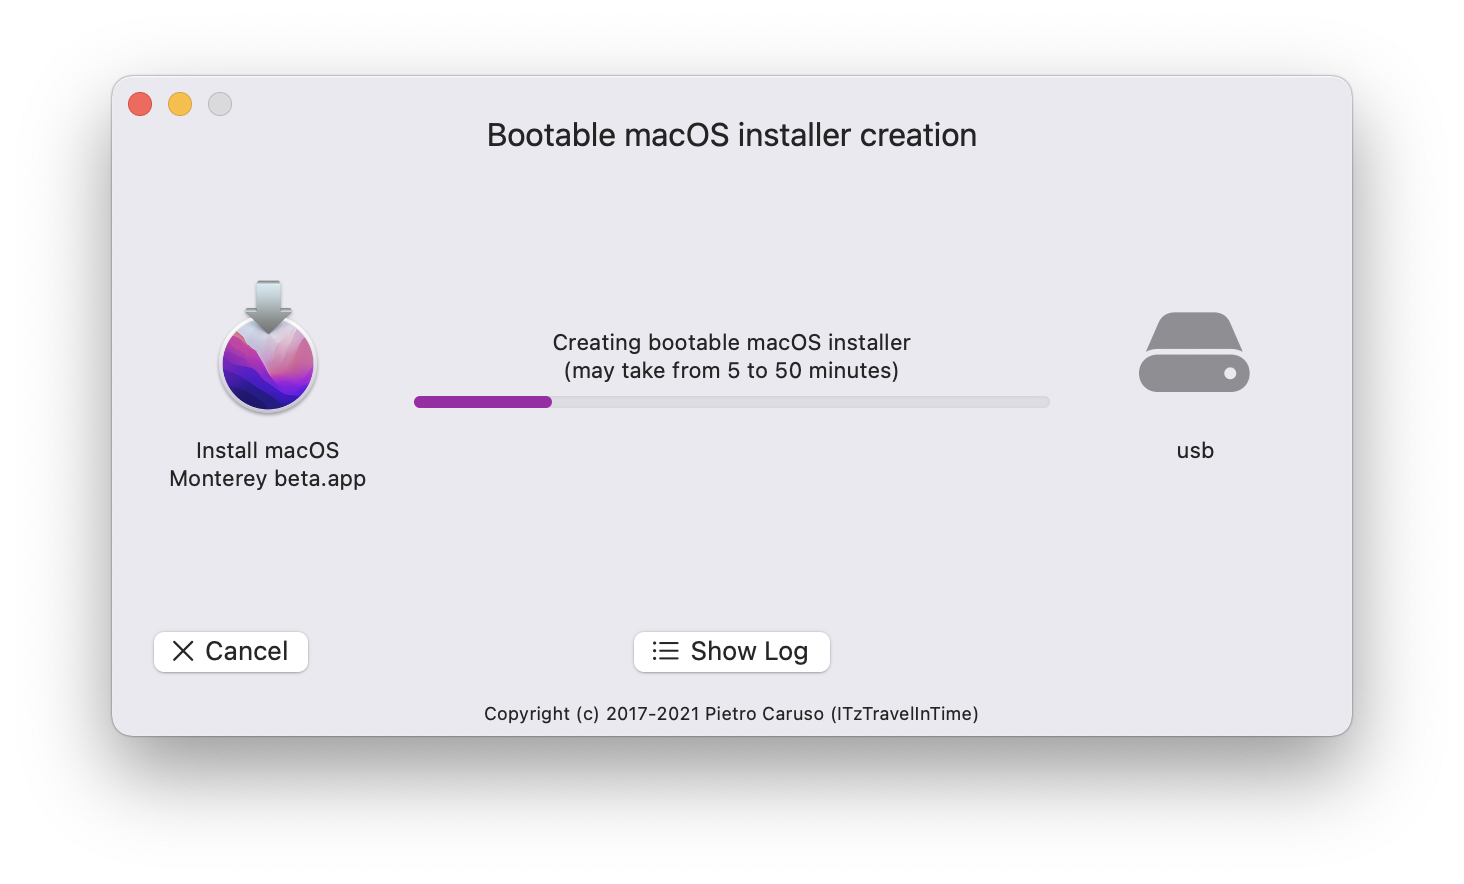 Bootable macOS installer creation
Creating bootable macOS installer
(may take from 5 to 50 minutes)
Install macOS
Monterey beta.app
usb
Cancel
Show Log
Copyright (c) 2017-2021 Pietro Caruso (ITzTravelInTime)